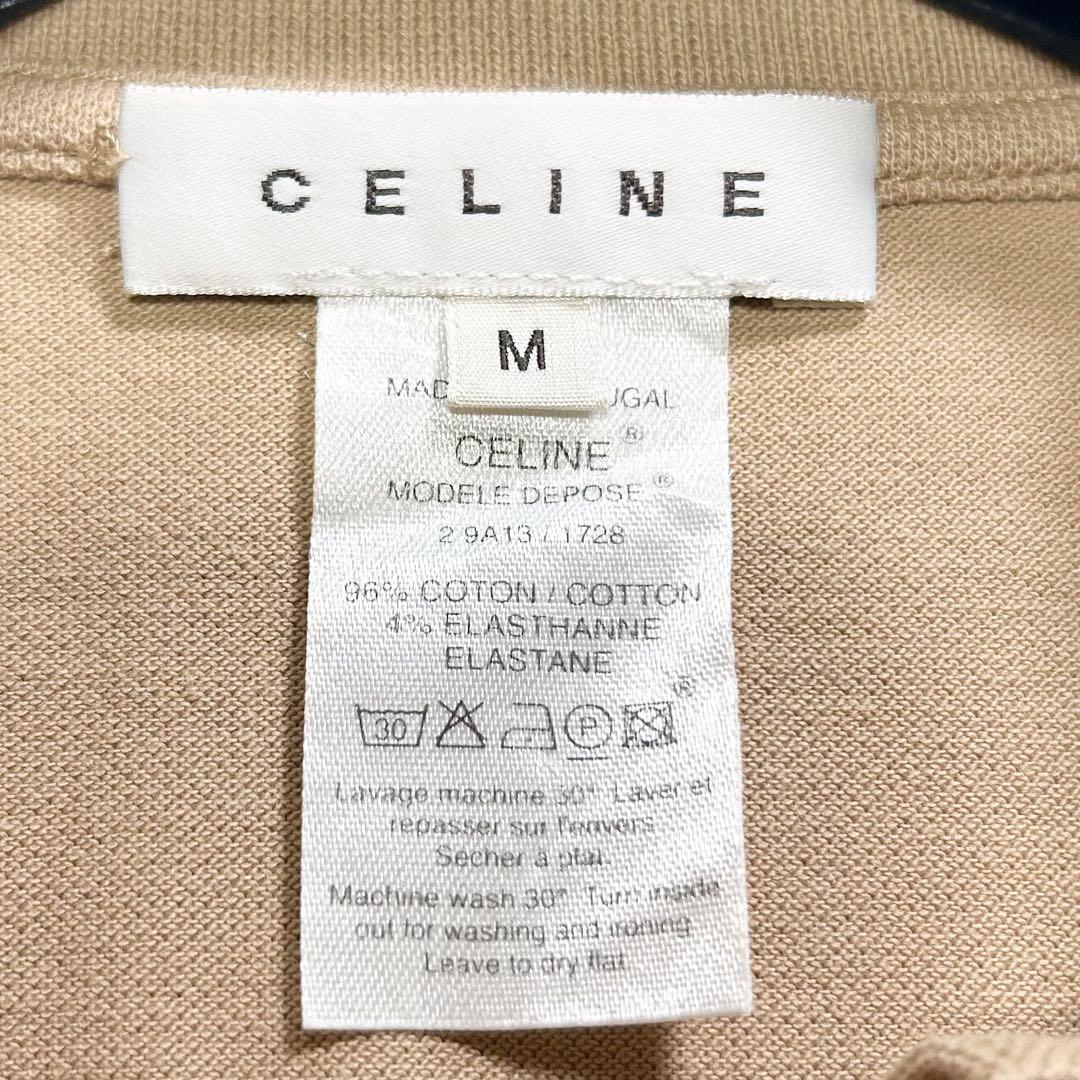 CELINE
M
MAD UGAL
CELINE®
MODELE DEPOSE®
2 9A13 / 1728
96% COTON / COTTON
4% ELASTHANNE
ELASTANE
®
30 P
Lavage machine 30° Laver et
repasser sur l'envers
Secher a plat.
Machine wash 30° Turn inside
out for washing and ironing
Leave to dry flat